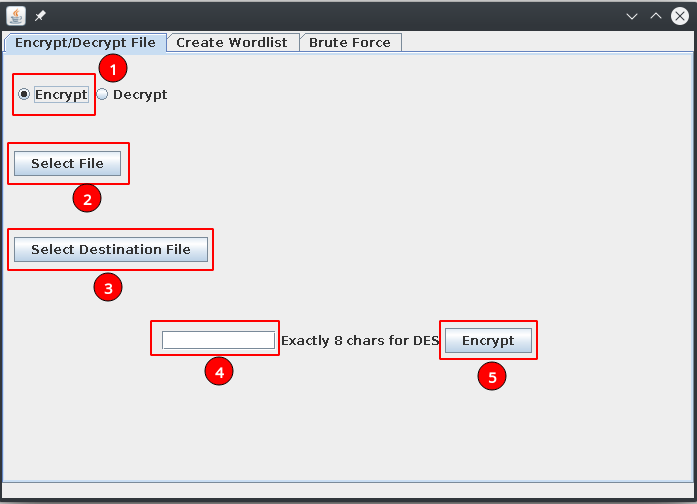 Encrypt/Decrypt File Create Wordlist Brute Force
1
Encrypt Decrypt
Select File
2
Select Destination File
3
Exactly 8 chars for DES Encrypt
4
5